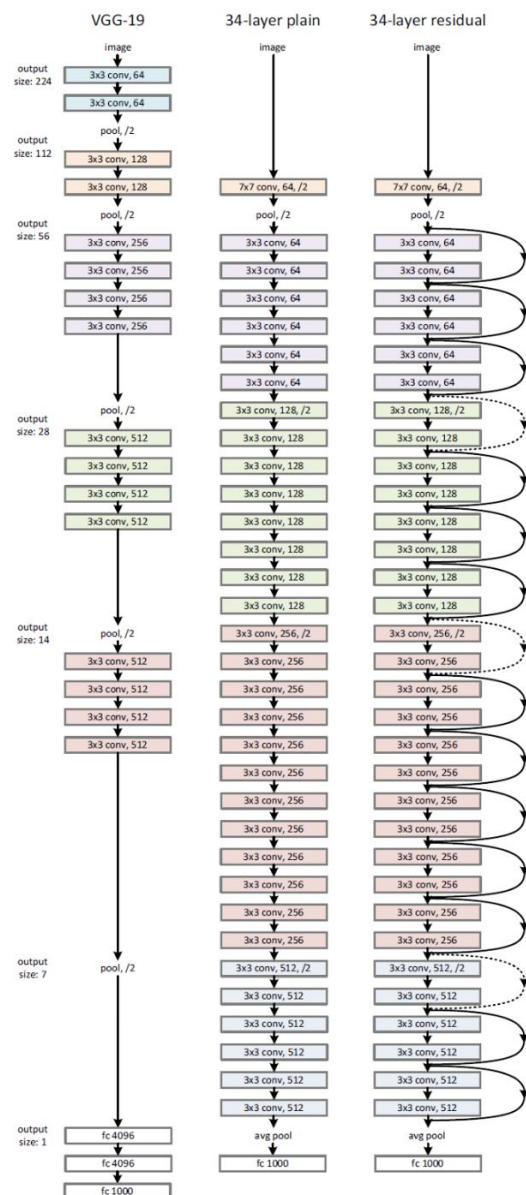 VGG-19
image
output
size: 224
3x3 conv, 64
3x3 conv, 64
pool, /2
output
size: 112
3x3 conv, 128
3x3 conv, 128
pool, /2
output
size: 56
3x3 conv, 256
3x3 conv, 256
3x3 conv, 256
3x3 conv, 256
pool, /2
output
size: 28
3x3 conv, 512
3x3 conv, 512
3x3 conv, 512
3x3 conv, 512
pool, /2
output
size: 14
3x3 conv, 512
3x3 conv, 512
3x3 conv, 512
3x3 conv, 512
output
size: 7
pool, /2
output
size: 1
fc 4096
fc 4096
fc 1000
34-layer plain
image
7x7 conv, 64, /2
pool, /2
3x3 conv, 64
3x3 conv, 64
3x3 conv, 64
3x3 conv, 64
3x3 conv, 64
3x3 conv, 64
3x3 conv, 128, /2
3x3 conv, 128
3x3 conv, 128
3x3 conv, 128
3x3 conv, 128
3x3 conv, 128
3x3 conv, 128
3x3 conv, 128
3x3 conv, 256, /2
3x3 conv, 256
3x3 conv, 256
3x3 conv, 256
3x3 conv, 256
3x3 conv, 256
3x3 conv, 256
3x3 conv, 256
3x3 conv, 256
3x3 conv, 256
3x3 conv, 256
3x3 conv, 256
3x3 conv, 512, /2
3x3 conv, 512
3x3 conv, 512
3x3 conv, 512
3x3 conv, 512
3x3 conv, 512
avg pool
fc 1000
34-layer residual
image
7x7 conv, 64, /2
pool, /2
3x3 conv, 64
3x3 conv, 64
3x3 conv, 64
3x3 conv, 64
3x3 conv, 64
3x3 conv, 64
3x3 conv, 128, /2
3x3 conv, 128
3x3 conv, 128
3x3 conv, 128
3x3 conv, 128
3x3 conv, 128
3x3 conv, 128
3x3 conv, 128
3x3 conv, 256, /2
3x3 conv, 256
3x3 conv, 256
3x3 conv, 256
3x3 conv, 256
3x3 conv, 256
3x3 conv, 256
3x3 conv, 256
3x3 conv, 256
3x3 conv, 256
3x3 conv, 256
3x3 conv, 256
3x3 conv, 512, /2
3x3 conv, 512
3x3 conv, 512
3x3 conv, 512
3x3 conv, 512
3x3 conv, 512
avg pool
fc 1000